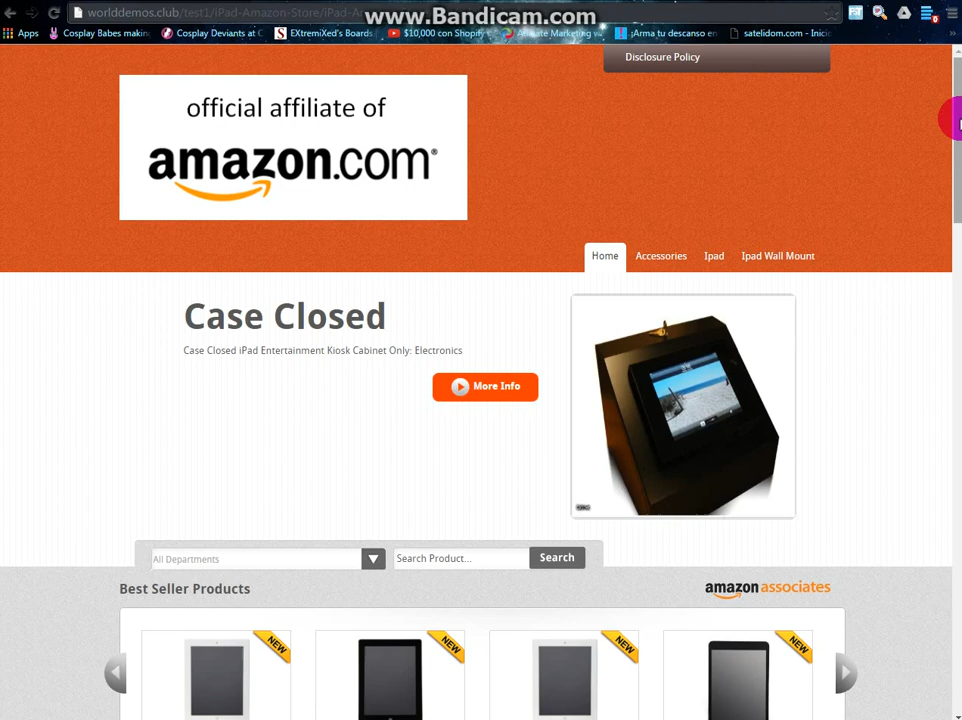 worlddemos.club/test1/iPad-Amazon-Store/iPad-Am
www.Bandicam.com
Apps
Cosplay Babes making
Cosplay Deviants at C
EXtremiXed's Boards
$10,000 con Shopify
Affiliate Marketing w
¡Arma tu descanso en
satelidom.com - Inicio
Disclosure Policy
official affiliate of
amazon.com®
Home
Accessories
Ipad
Ipad Wall Mount
Case Closed
Case Closed iPad Entertainment Kiosk Cabinet Only: Electronics
More Info
All Departments
Search Product...
Search
Best Seller Products
amazon associates
NEW
NEW
NEW
NEW